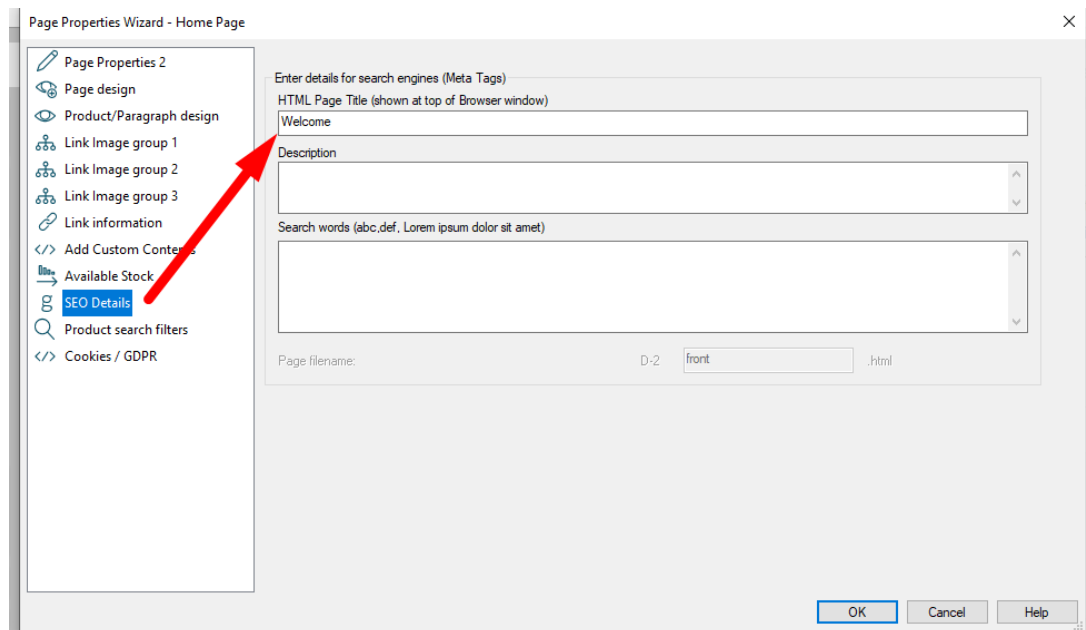 Page Properties Wizard - Home Page
Page Properties 2
Page design
Product/Paragraph design
Link Image group 1
Link Image group 2
Link Image group 3
Link information
Add Custom Contents
Available Stock
SEO Details
Product search filters
Cookies / GDPR
Enter details for search engines (Meta Tags)
HTML Page Title (shown at top of Browser window)
Welcome
Description
Search words (abc,def, Lorem ipsum dolor sit amet)
Page filename: D-2 front .html
OK Cancel Help